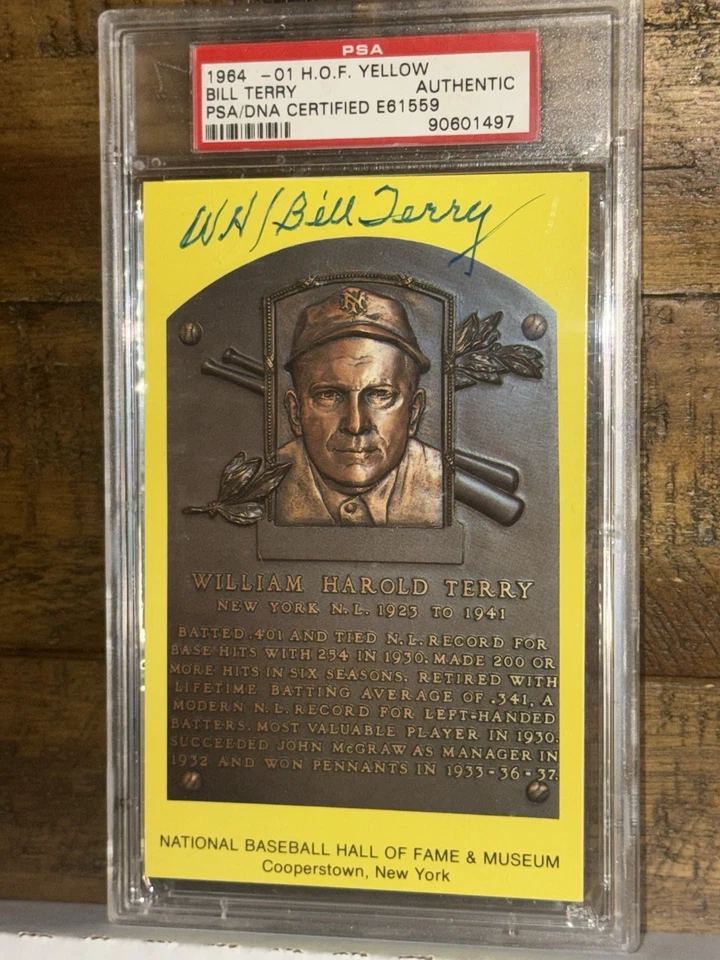 PSA
1964 -01 H.O.F. YELLOW
BILL TERRY AUTHENTIC
PSA/DNA CERTIFIED E61559
90601497
WH/Bill Terry
NY
WILLIAM HAROLD TERRY
NEW YORK N.L. 1923 TO 1941
BATTED .401 AND TIED N.L. RECORD FOR
BASE HITS WITH 254 IN 1930. MADE 200 OR
MORE HITS IN SIX SEASONS. RETIRED WITH
LIFETIME BATTING AVERAGE OF .341, A
MODERN N.L. RECORD FOR LEFT-HANDED
BATTERS. MOST VALUABLE PLAYER IN 1930.
SUCCEEDED JOHN McGRAW AS MANAGER IN
1932 AND WON PENNANTS IN 1933-36-37.
NATIONAL BASEBALL HALL OF FAME & MUSEUM
Cooperstown, New York